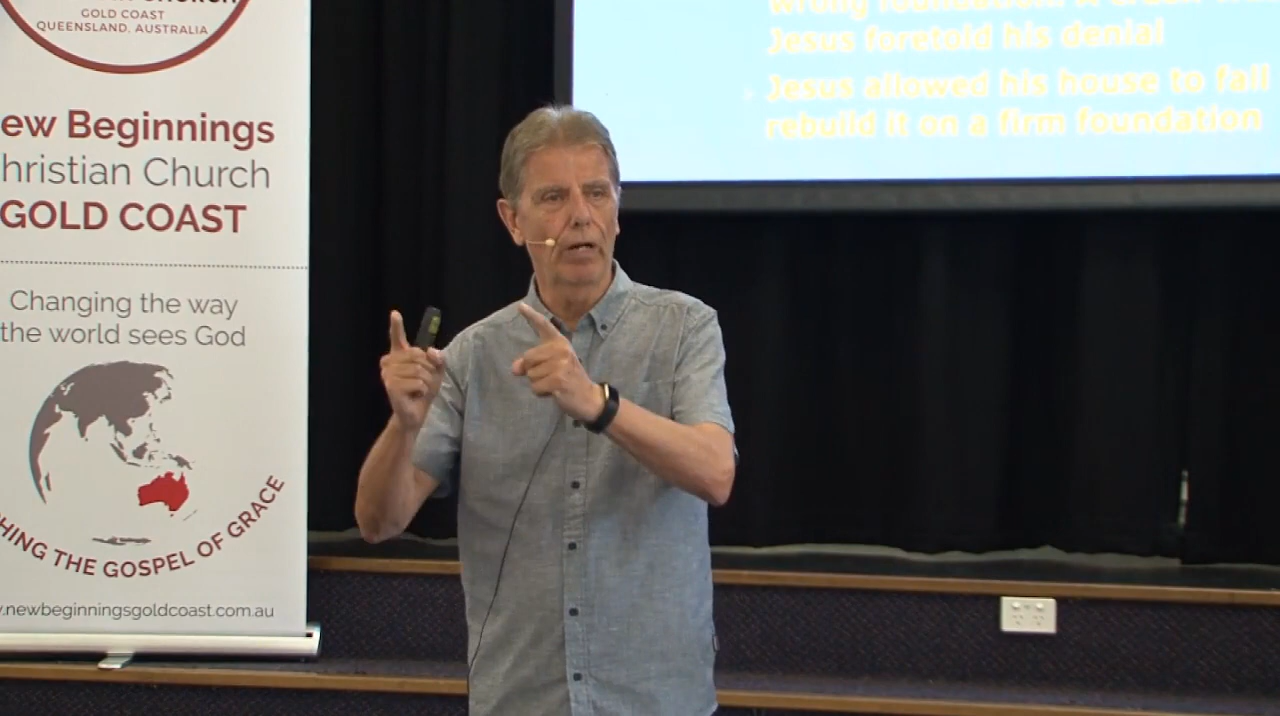 GOLD COAST
QUEENSLAND, AUSTRALIA
ew Beginnings
hristian Church
GOLD COAST
Changing the way
the world sees God
HING THE GOSPEL OF GRACE
.newbeginningsgoldcoast.com.au
Jesus foretold his denial
Jesus allowed his house to fall
rebuild it on a firm foundation